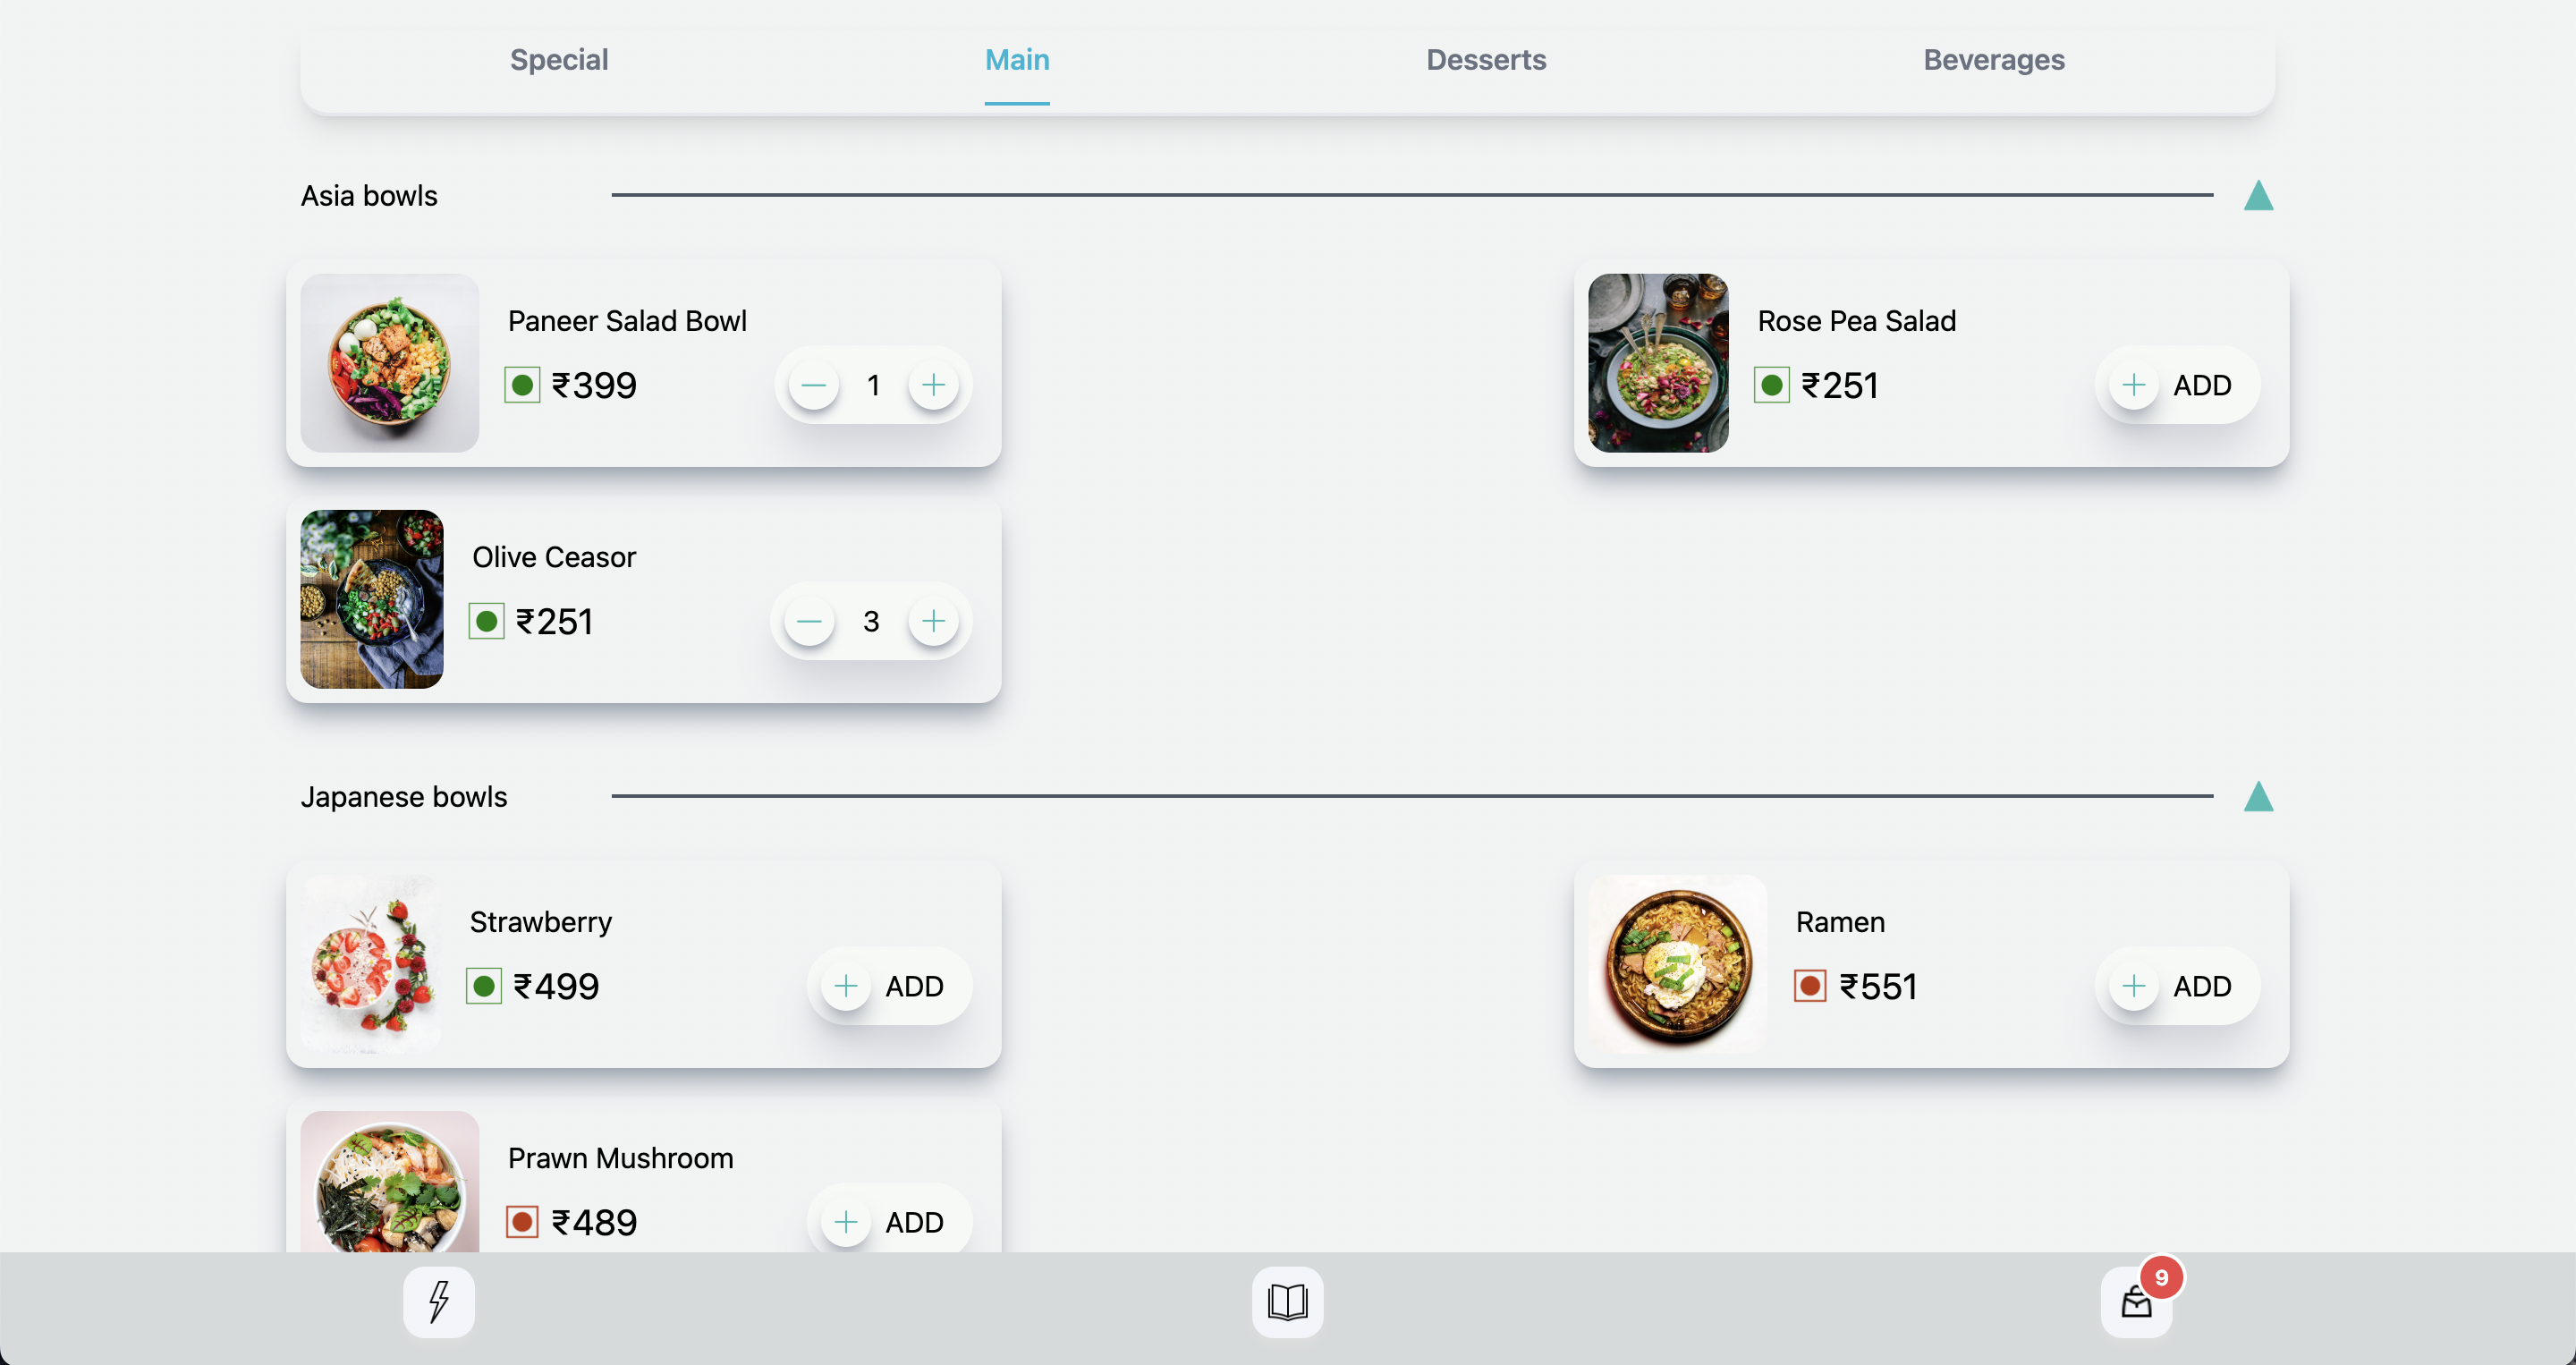 Special Main Desserts Beverages
Asia bowls
Paneer Salad Bowl
₹399
1
Rose Pea Salad
₹251
ADD
Olive Ceasor
₹251
3
Japanese bowls
Strawberry
₹499
ADD
Ramen
₹551
ADD
Prawn Mushroom
₹489
ADD
9